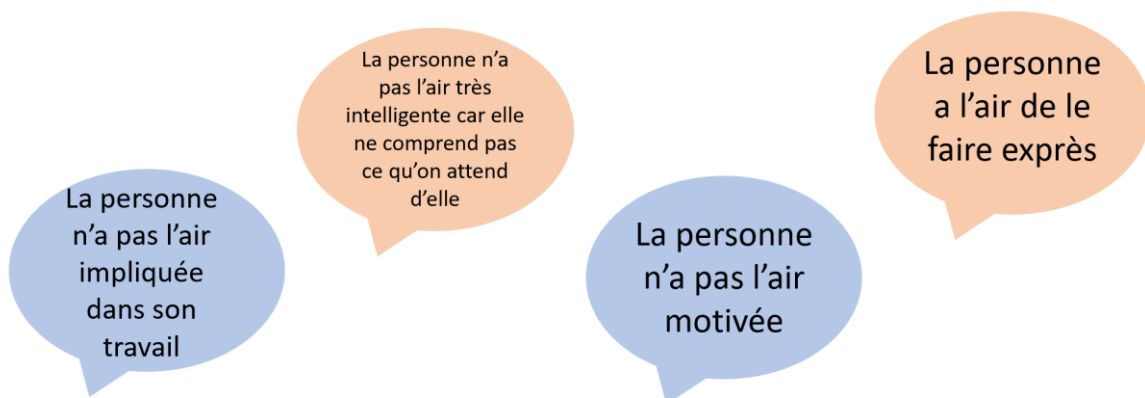 La personne
n'a pas l'air
impliquée
dans son
travail
La personne n'a
pas l'air très
intelligente car elle
ne comprend pas
ce qu'on attend
d'elle
La personne
n'a pas l'air
motivée
La personne
a l'air de le
faire exprès